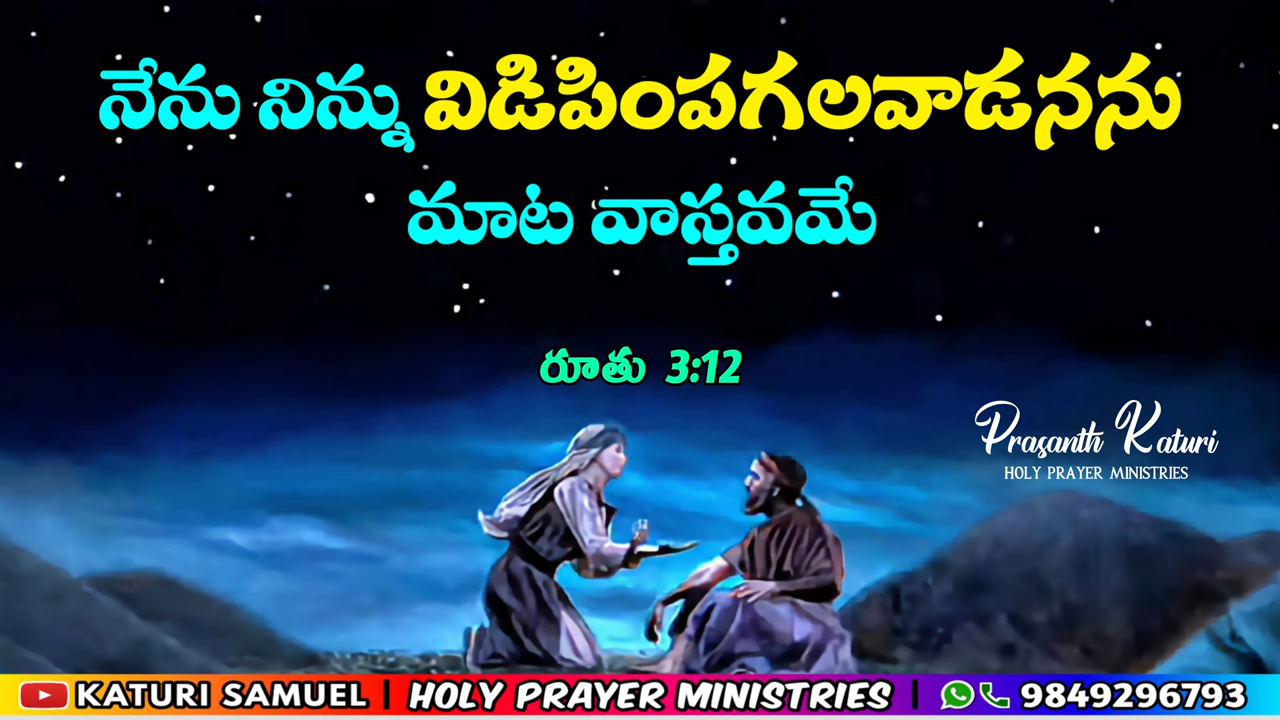 నేను నిన్ను విడిపింపగలవాడనను
మాట వాస్తవమే
రూతు 3:12
Prasanth Katuri
HOLY PRAYER MINISTRIES
KATURI SAMUEL | HOLY PRAYER MINISTRIES | 9849296793